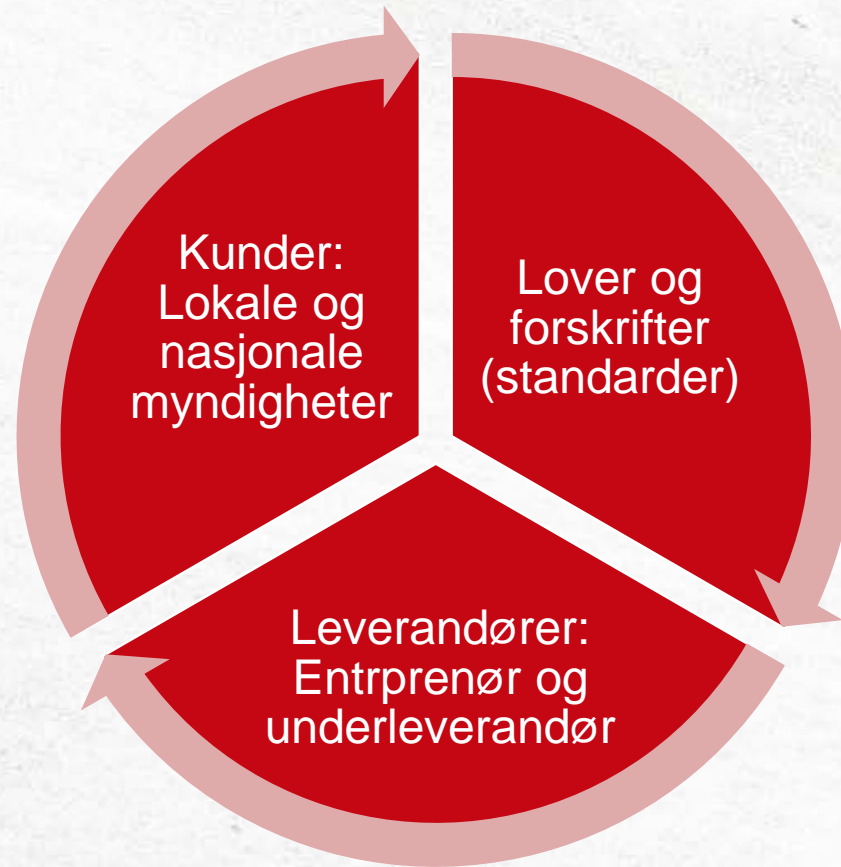 Kunder:
Lokale og
nasjonale
myndigheter
Lover og
forskrifter
(standarder)
Leverandører:
Entrprenør og
underleverandør